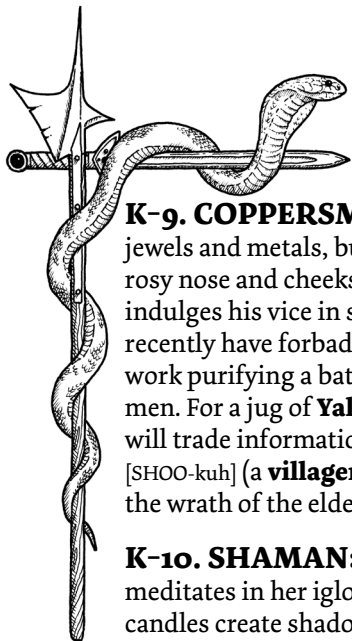 K-9. COPPERSM
jewels and metals, bu
rosy nose and cheeks
indulges his vice in s
recently have forbad
work purifying a bat
men. For a jug of Yal
will trade informatio
[SHOO-kuh] (a villager
the wrath of the elde
K-10. SHAMAN:
meditates in her igloo
candles create shado